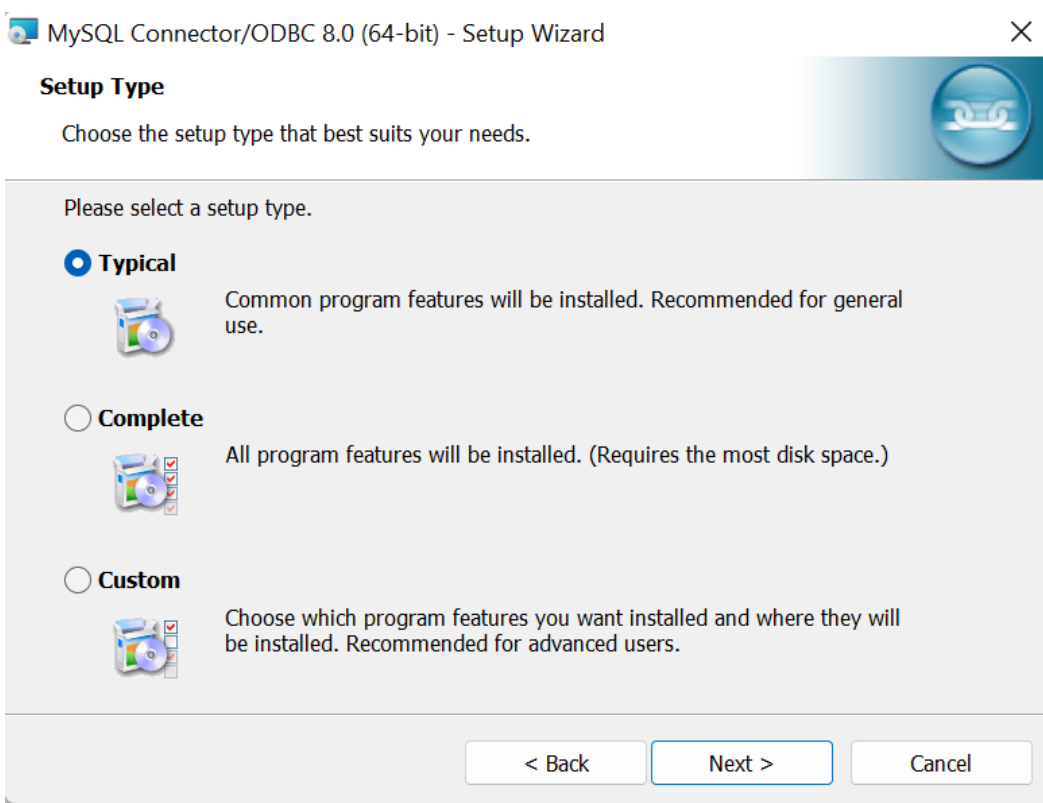 MySQL Connector/ODBC 8.0 (64-bit) - Setup Wizard
Setup Type
Choose the setup type that best suits your needs.
Please select a setup type.
Typical
Common program features will be installed. Recommended for general
use.
Complete
All program features will be installed. (Requires the most disk space.)
Custom
Choose which program features you want installed and where they will
be installed. Recommended for advanced users.
< Back Next > Cancel